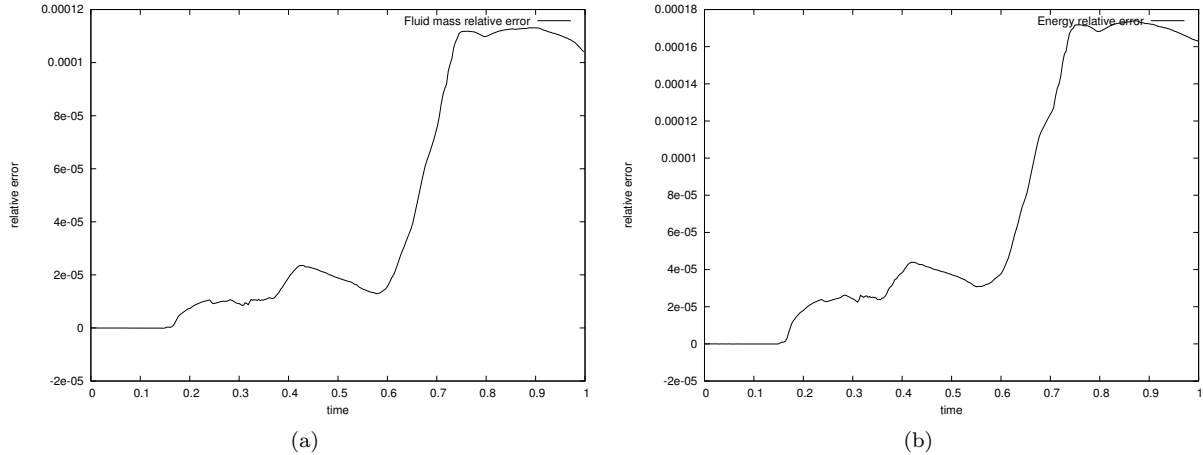 Fluid mass relative error
0.00012
0.0001
8e-05
6e-05
4e-05
2e-05
0
-2e-05
relative error
0 0.1 0.2 0.3 0.4 0.5 0.6 0.7 0.8 0.9 1
time
(a)
Energy relative error
0.00018
0.00016
0.00014
0.00012
0.0001
8e-05
6e-05
4e-05
2e-05
0
-2e-05
relative error
0 0.1 0.2 0.3 0.4 0.5 0.6 0.7 0.8 0.9 1
time
(b)